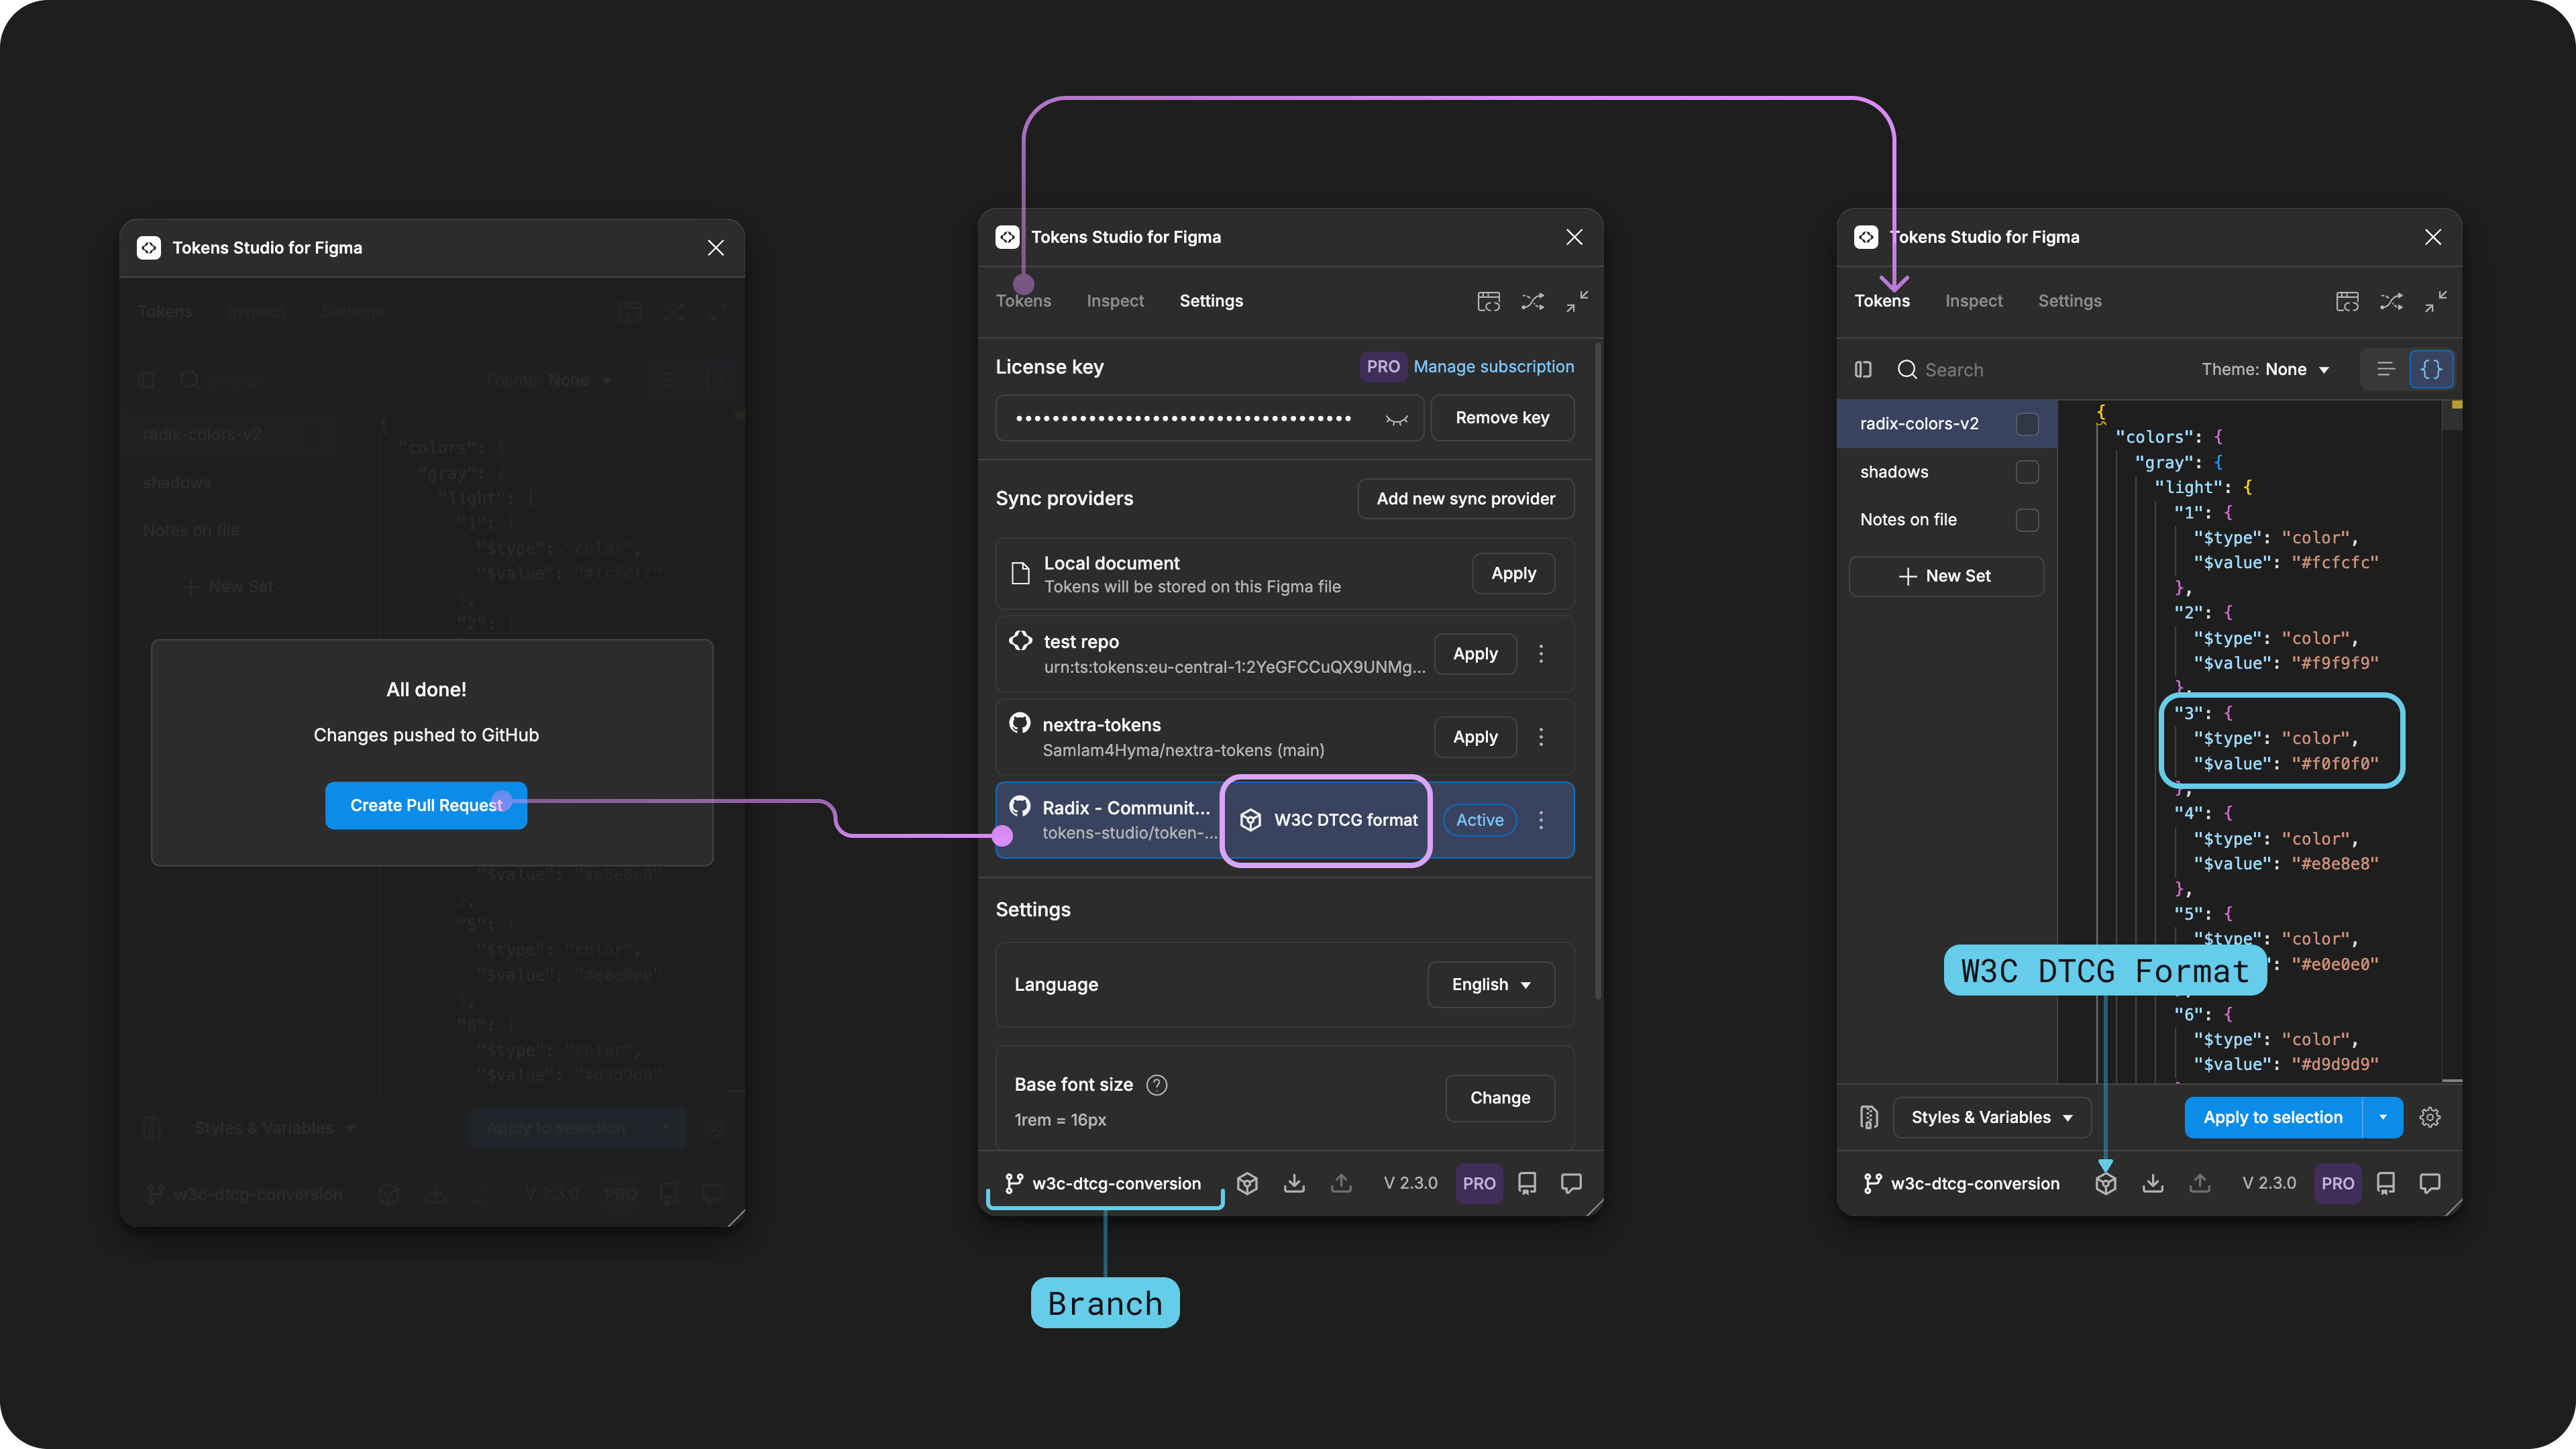 Tokens Studio for Figma
Tokens Inspect Settings
Search Theme: None {}
radix-colors-v2
shadows
Notes on file
New Set
{
"colors": {
"gray": {
"light": {
"1": {
"$type": "color",
"$value": "#fcfcfc"
},
"2": {
All done!
Changes pushed to GitHub
Create Pull Request
"$value": "#e8e8e8"
},
"5": {
"$type": "color",
"$value": "#e0e0e0"
},
"6": {
"$type": "color",
"$value": "#d9d9d9"
Styles & Variables Apply to selection
w3c-dtcg-conversion V 2.3.0 PRO
Tokens Studio for Figma
Tokens Inspect Settings
License key PRO Manage subscription
Remove key
Sync providers Add new sync provider
Local document
Tokens will be stored on this Figma file
Apply
test repo
urn:ts:tokens:eu-central-1:2YeGFCCuQX9UNMg...
Apply
nextra-tokens
SamIam4Hyma/nextra-tokens (main)
Apply
Radix - Communit...
tokens-studio/token-...
W3C DTCG format Active
Settings
Language English
Base font size ?
1rem = 16px
Change
w3c-dtcg-conversion V 2.3.0 PRO
Branch
Tokens Studio for Figma
Tokens Inspect Settings
Search Theme: None {}
radix-colors-v2
shadows
Notes on file
New Set
{
"colors": {
"gray": {
"light": {
"1": {
"$type": "color",
"$value": "#fcfcfc"
},
"2": {
"$type": "color",
"$value": "#f9f9f9"
},
"3": {
"$type": "color",
"$value": "#f0f0f0"
},
"4": {
"$type": "color",
"$value": "#e8e8e8"
},
"5": {
"$type": "color",
: "#e0e0e0"
W3C DTCG Format
"6": {
"$type": "color",
"$value": "#d9d9d9"
Styles & Variables Apply to selection
w3c-dtcg-conversion V 2.3.0 PRO